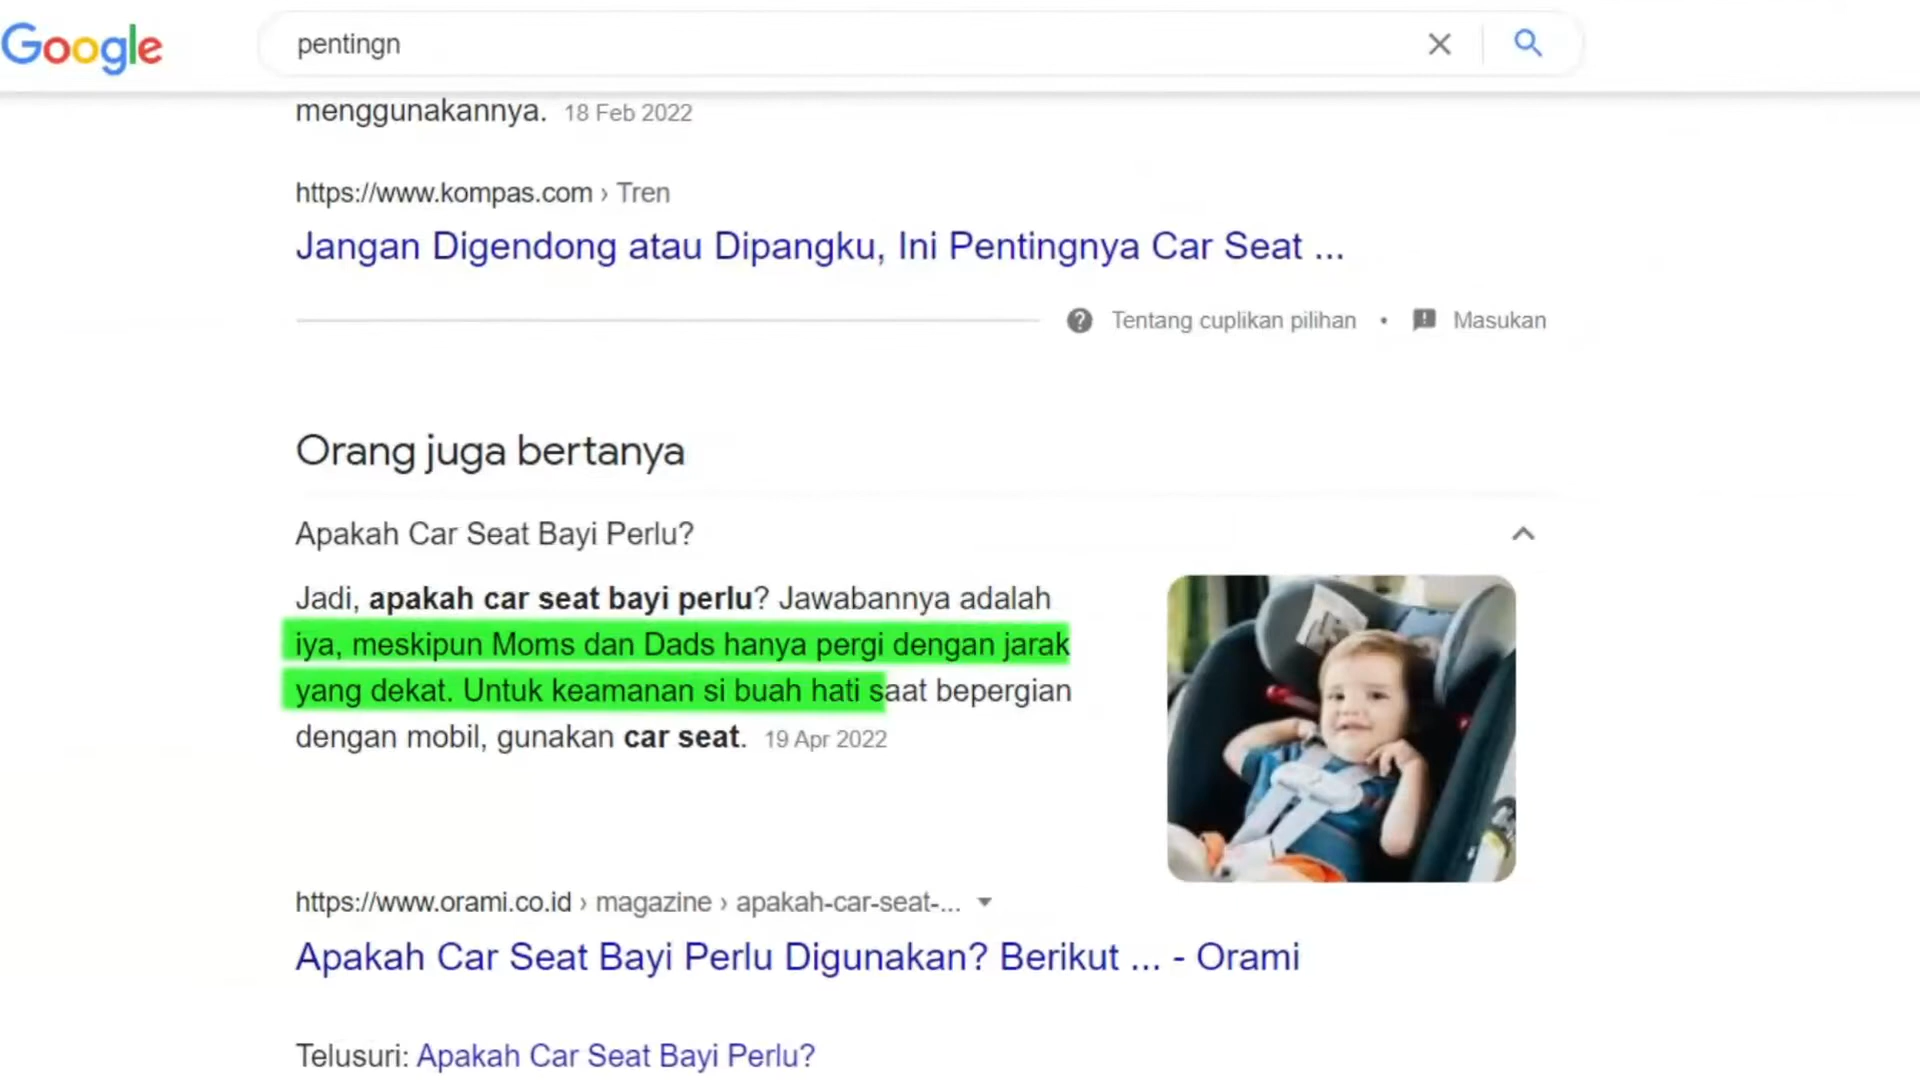 Google
pentingn
menggunakannya. 18 Feb 2022
https://www.kompas.com › Tren
Jangan Digendong atau Dipangku, Ini Pentingnya Car Seat ...
Tentang cuplikan pilihan • Masukan
Orang juga bertanya
Apakah Car Seat Bayi Perlu?
Jadi, apakah car seat bayi perlu? Jawabannya adalah
iya, meskipun Moms dan Dads hanya pergi dengan jarak
yang dekat. Untuk keamanan si buah hati saat bepergian
dengan mobil, gunakan car seat. 19 Apr 2022
https://www.orami.co.id › magazine › apakah-car-seat-...
Apakah Car Seat Bayi Perlu Digunakan? Berikut ... - Orami
Telusuri: Apakah Car Seat Bayi Perlu?